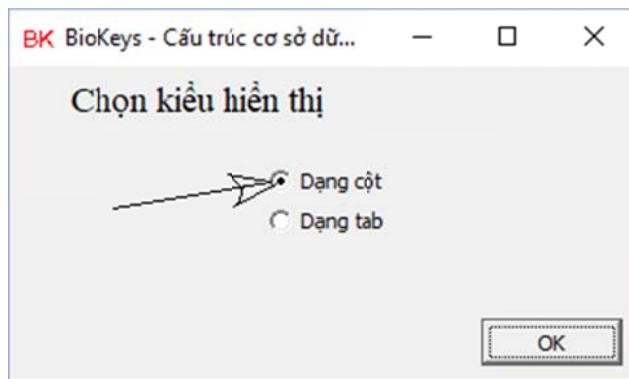 BK BioKeys - Cấu trúc cơ sở dữ...
Chọn kiểu hiển thị
Dạng cột
Dạng tab
OK